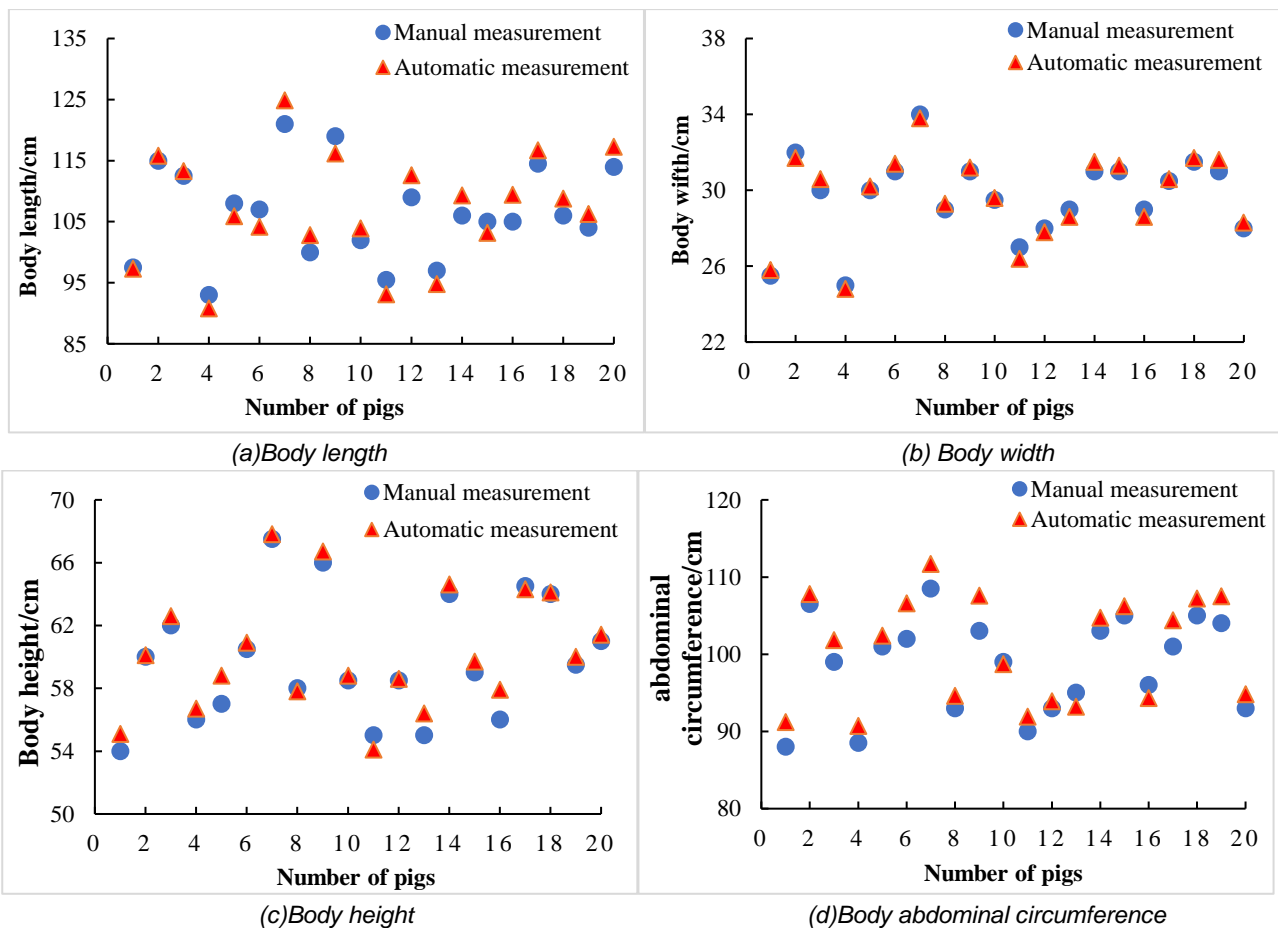 135
125
115
105
95
85
Body length/cm
Manual measurement
Automatic measurement
0 2 4 6 8 10 12 14 16 18 20
Number of pigs
(a)Body length
38
34
30
26
22
Body wifth/cm
Manual measurement
Automatic measurement
0 2 4 6 8 10 12 14 16 18 20
Number of pigs
(b) Body width
70
66
62
58
54
50
Body height/cm
Manual measurement
Automatic measurement
0 2 4 6 8 10 12 14 16 18 20
Number of pigs
(c)Body height
120
110
100
90
80
abdominal
circumference/cm
Manual measurement
Automatic measurement
0 2 4 6 8 10 12 14 16 18 20
Number of pigs
(d)Body abdominal circumference